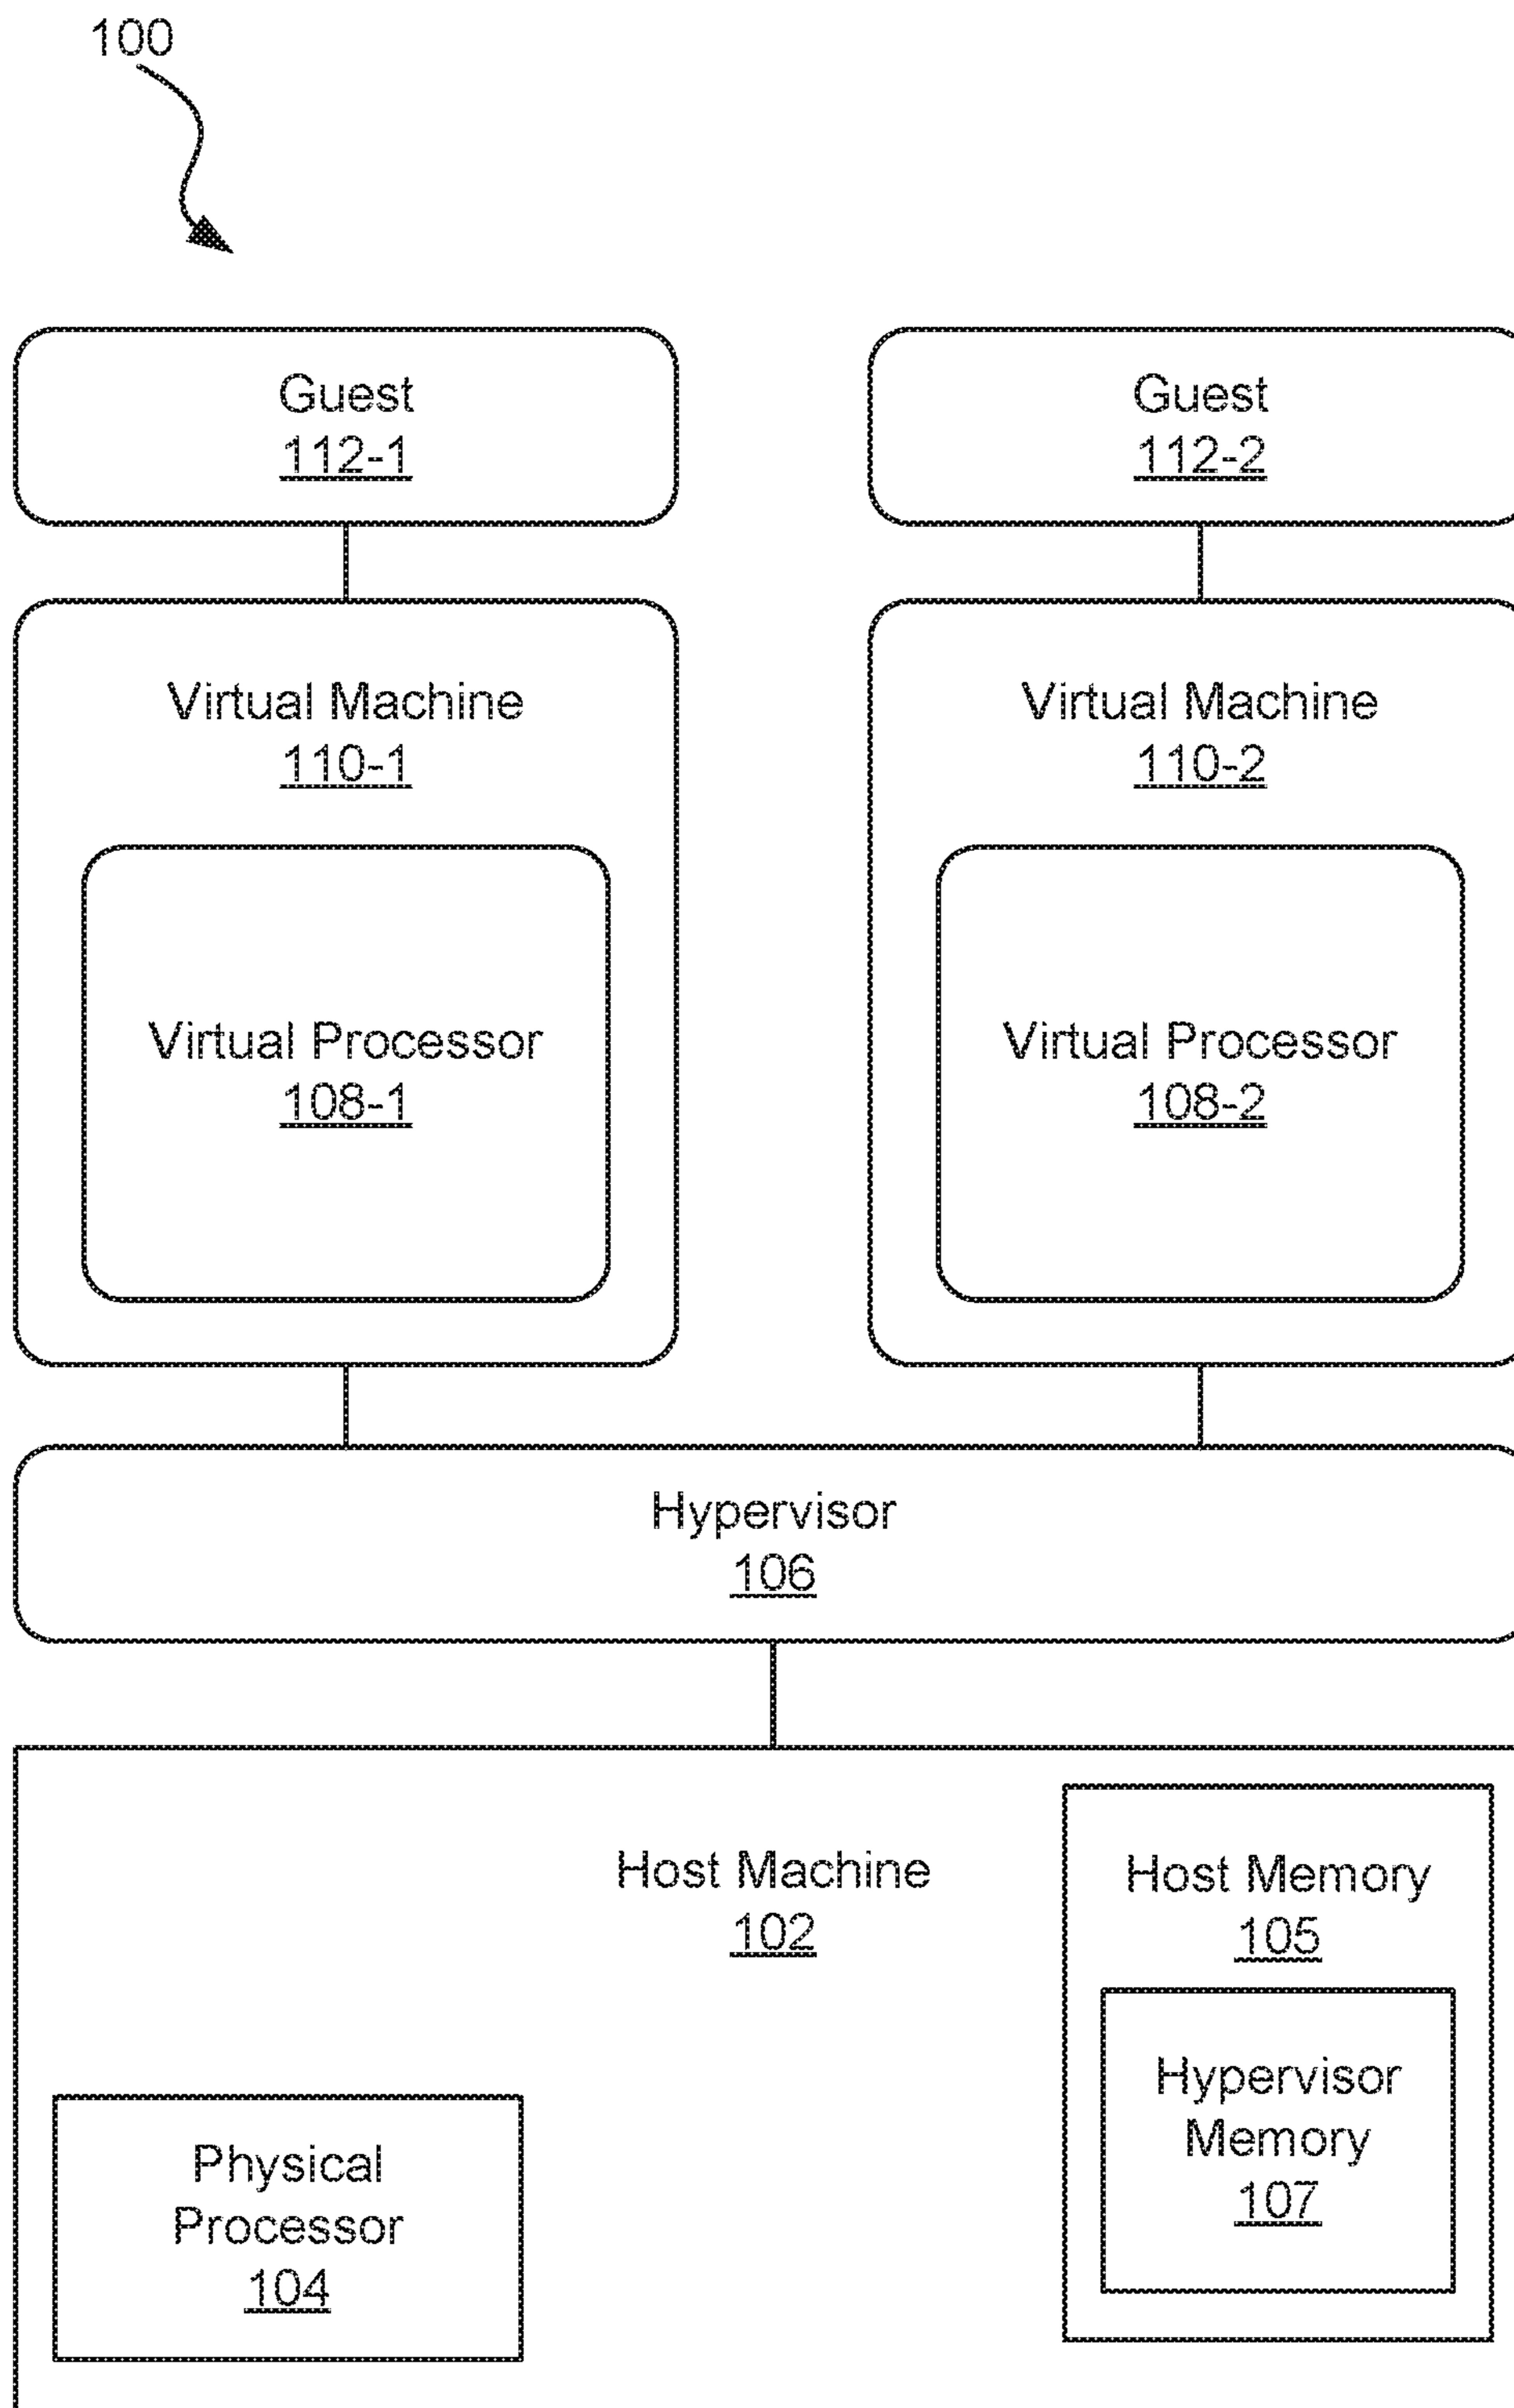 100
Guest
112-1
Guest
112-2
Virtual Machine
110-1
Virtual Machine
110-2
Virtual Processor
108-1
Virtual Processor
108-2
Hypervisor
106
Host Machine
102
Host Memory
105
Hypervisor
Memory
107
Physical
Processor
104